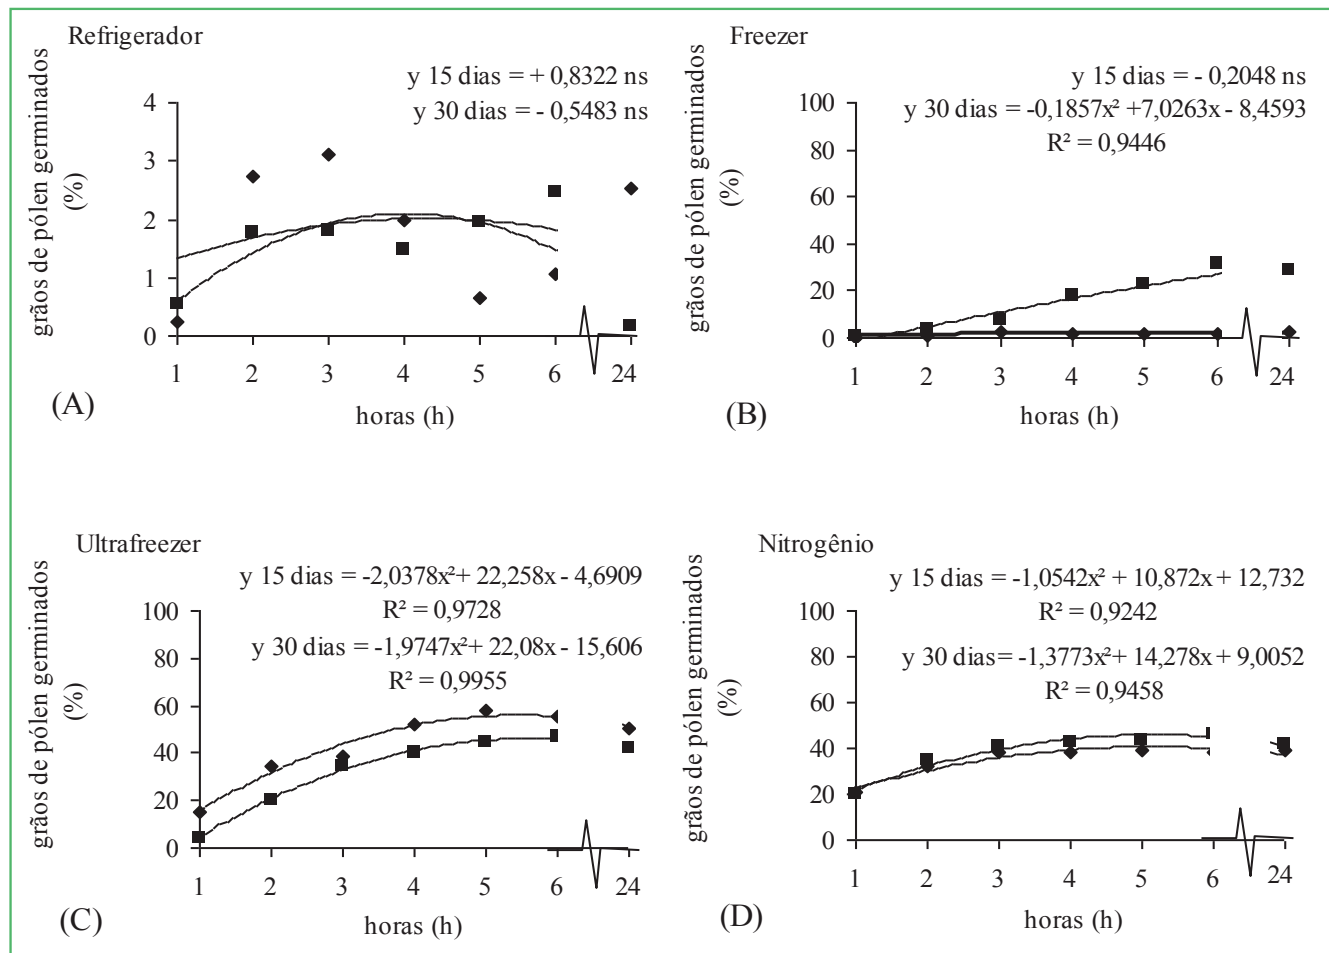 Refrigerador
grãos de pólen germinados
(%)
y 15 dias = + 0,8322 ns
y 30 dias = - 0,5483 ns
4
3
2
1
0
1 2 3 4 5 6 24
horas (h)
(A)
Freezer
grãos de pólen germinados
(%)
y 15 dias = - 0,2048 ns
y 30 dias = -0,1857x² +7,0263x - 8,4593
R² = 0,9446
100
80
60
40
20
0
1 2 3 4 5 6 24
horas (h)
(B)
Ultrafreezer
grãos de pólen germinados
(%)
y 15 dias = -2,0378x²+ 22,258x - 4,6909
R² = 0,9728
y 30 dias = -1,9747x²+ 22,08x - 15,606
R² = 0,9955
100
80
60
40
20
0
1 2 3 4 5 6 24
horas (h)
(C)
Nitrogênio
grãos de pólen germinados
(%)
y 15 dias = -1,0542x² + 10,872x + 12,732
R² = 0,9242
y 30 dias= -1,3773x²+ 14,278x + 9,0052
R² = 0,9458
100
80
60
40
20
0
1 2 3 4 5 6 24
horas (h)
(D)